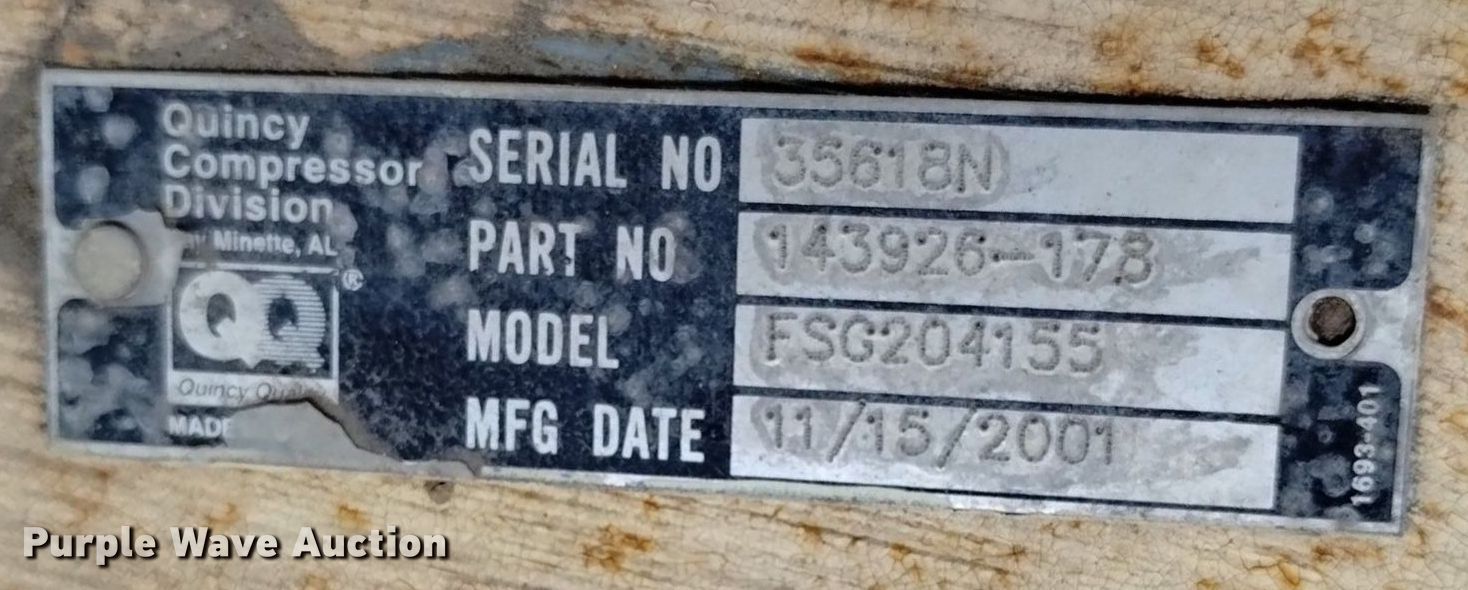 Quincy
Compressor
Division
Minette, AL
QQ®
Quincy
MADE
SERIAL NO 35618N
PART NO 143926-178
MODEL FSG204155
MFG DATE 11/15/2001
1693-401
Purple Wave Auction